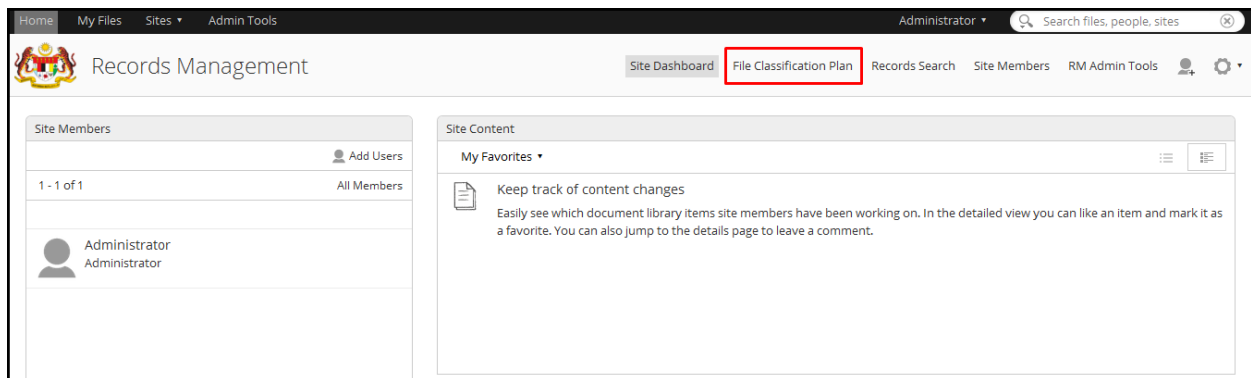 Home My Files Sites Admin Tools Administrator Search files, people, sites
Records Management Site Dashboard File Classification Plan Records Search Site Members RM Admin Tools
Site Members
Add Users
1 - 1 of 1 All Members
Administrator
Administrator
Site Content
My Favorites
Keep track of content changes
Easily see which document library items site members have been working on. In the detailed view you can like an item and mark it as
a favorite. You can also jump to the details page to leave a comment.